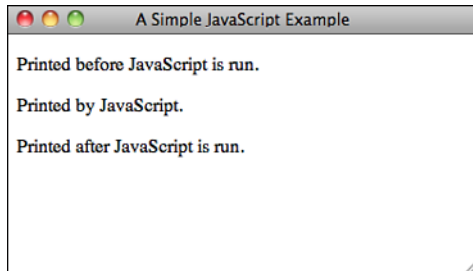 A Simple JavaScript Example
Printed before JavaScript is run.
Printed by JavaScript.
Printed after JavaScript is run.